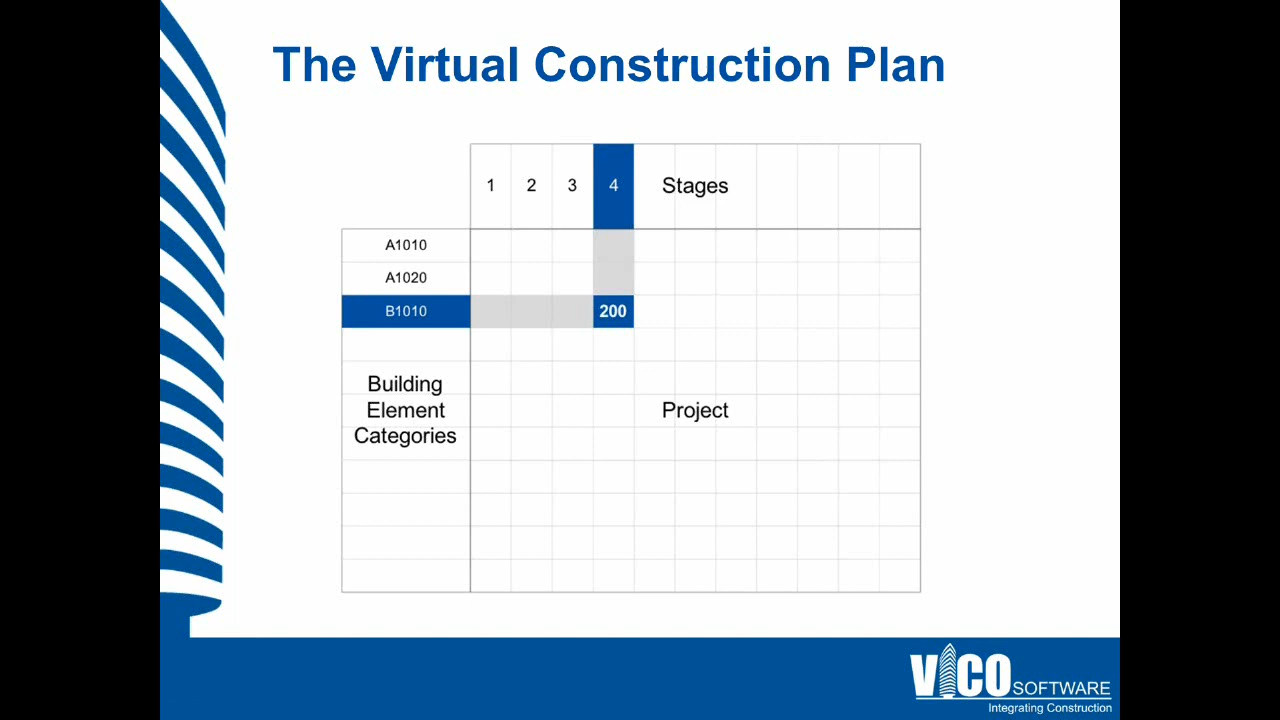 The Virtual Construction Plan
1 2 3 4 Stages
A1010
A1020
B1010 200
Building
Element
Categories
Project
VICO SOFTWARE
Integrating Construction